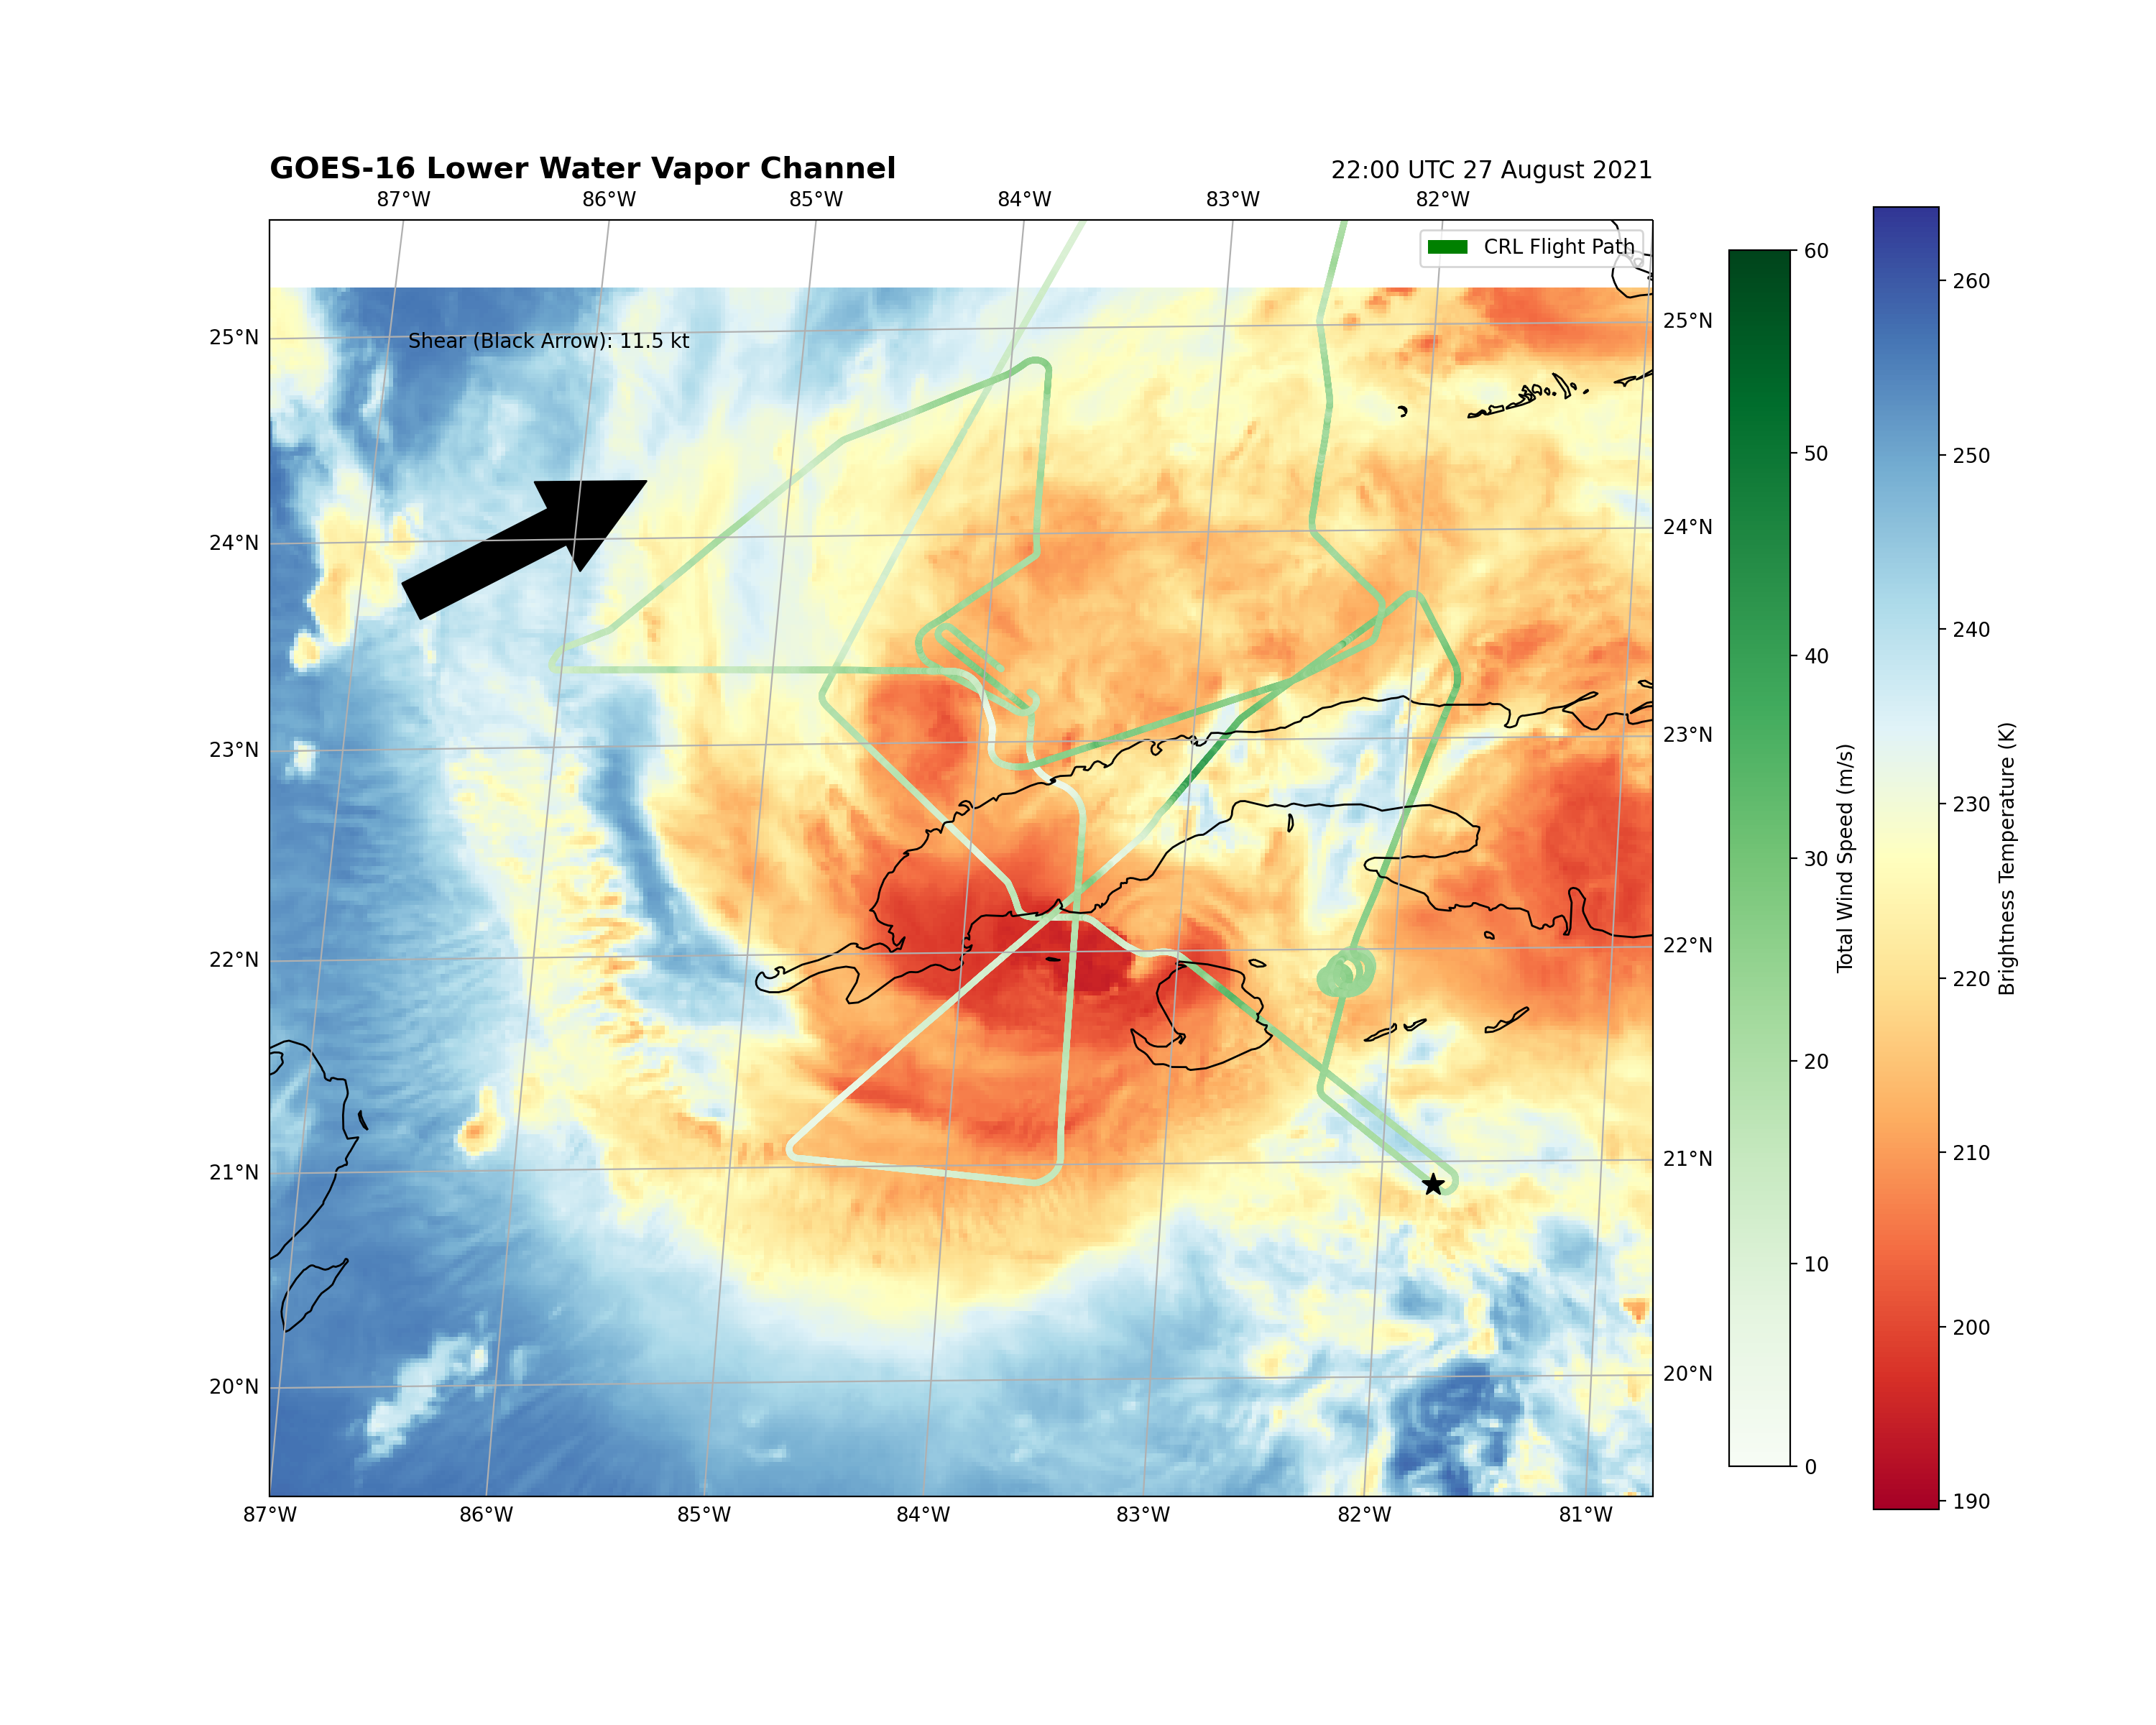 GOES-16 Lower Water Vapor Channel
22:00 UTC 27 August 2021
87°W 86°W 85°W 84°W 83°W 82°W
CRL Flight Path
Shear (Black Arrow): 11.5 kt
25°N
24°N
23°N
22°N
21°N
20°N
25°N
24°N
23°N
22°N
21°N
20°N
87°W 86°W 85°W 84°W 83°W 82°W 81°W
60
50
40
30
20
10
0
Total Wind Speed (m/s)
260
250
240
230
220
210
200
190
Brightness Temperature (K)